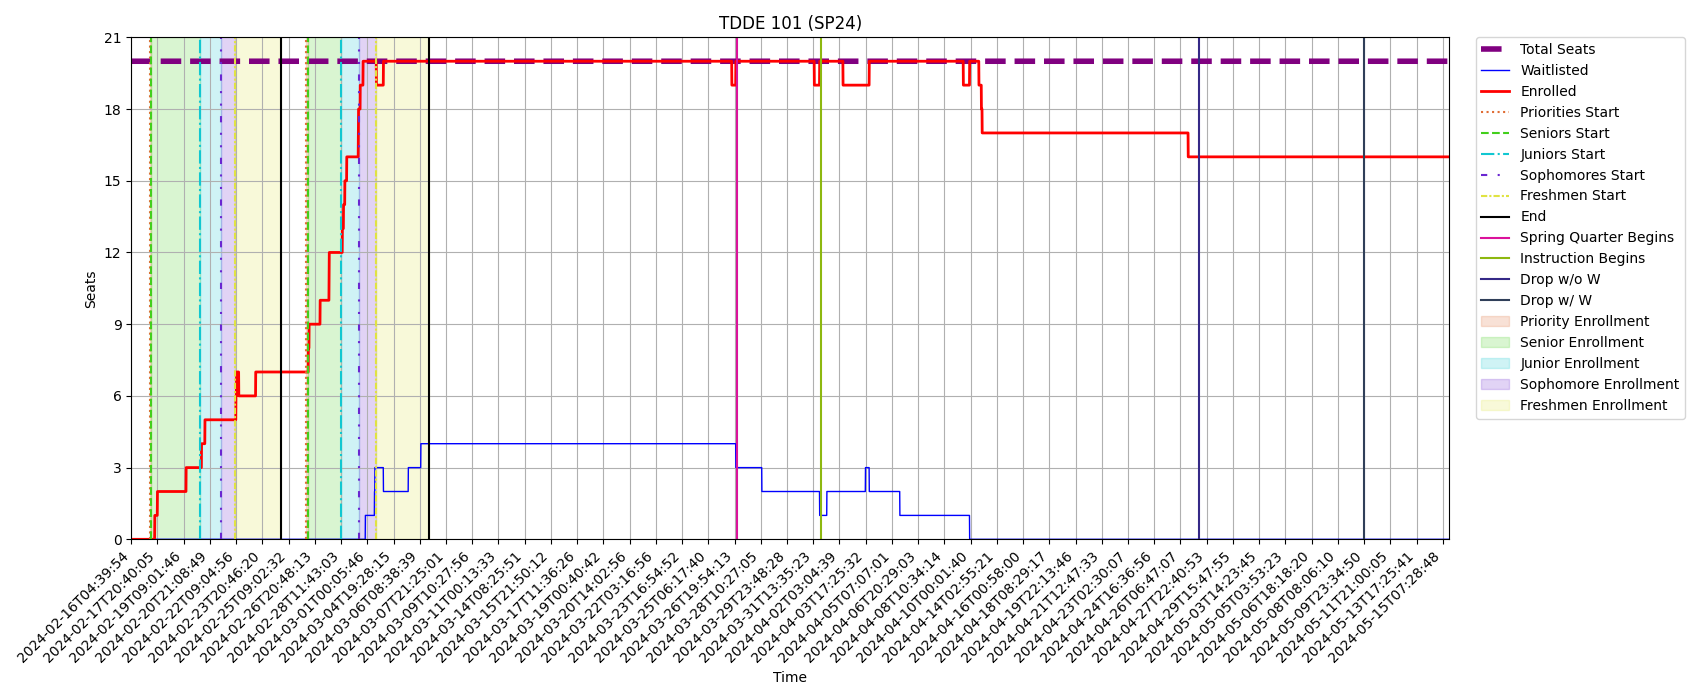 TDDE 101 (SP24)
21
18
15
12
9
6
3
0
Seats
2024-02-16T04:39:54
2024-02-17T20:40:05
2024-02-19T09:01:46
2024-02-20T21:08:49
2024-02-22T09:04:56
2024-02-23T20:46:20
2024-02-25T09:02:32
2024-02-26T20:48:13
2024-02-28T11:43:03
2024-03-01T00:05:46
2024-03-04T19:28:15
2024-03-06T08:38:39
2024-03-07T21:25:01
2024-03-09T10:27:56
2024-03-11T00:13:33
2024-03-14T08:25:51
2024-03-15T21:50:12
2024-03-17T11:36:26
2024-03-19T00:40:42
2024-03-20T14:02:56
2024-03-22T03:16:56
2024-03-23T16:54:52
2024-03-25T06:17:40
2024-03-26T19:54:13
2024-03-28T10:27:05
2024-03-29T23:48:28
2024-03-31T13:35:23
2024-04-02T03:04:39
2024-04-03T17:25:32
2024-04-05T07:07:01
2024-04-06T20:29:03
2024-04-08T10:34:14
2024-04-10T00:01:40
2024-04-14T02:55:21
2024-04-16T16:58:00
2024-04-18T08:29:17
2024-04-19T22:13:46
2024-04-21T12:47:33
2024-04-23T02:30:07
2024-04-24T16:36:56
2024-04-26T06:47:07
2024-04-27T22:40:53
2024-04-29T15:47:55
2024-05-03T14:23:45
2024-05-05T03:53:23
2024-05-06T18:18:20
2024-05-08T08:06:10
2024-05-09T23:34:50
2024-05-11T21:00:05
2024-05-13T17:25:41
2024-05-15T07:28:48
Time
Total Seats
Waitlisted
Enrolled
Priorities Start
Seniors Start
Juniors Start
Sophomores Start
Freshmen Start
End
Spring Quarter Begins
Instruction Begins
Drop w/o W
Drop w/ W
Priority Enrollment
Senior Enrollment
Junior Enrollment
Sophomore Enrollment
Freshmen Enrollment